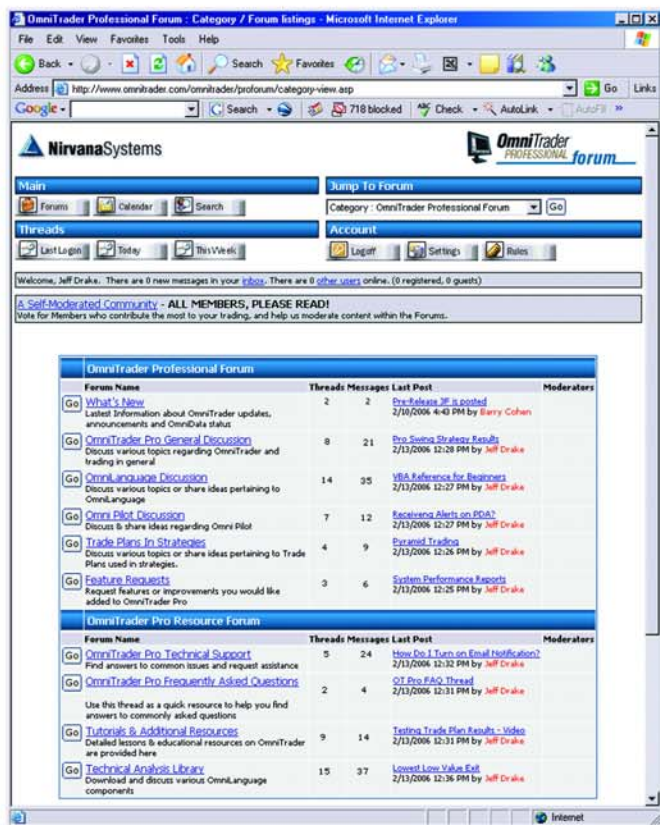 OmniTrader Professional Forum : Category / Forum listings - Microsoft Internet Explorer
File Edit View Favorites Tools Help
Back Search Favorites
Address http://www.omnitrader.com/omnitrader/proforum/category-view.asp Go Links
Google Search 718 blocked Check AutoLink AutoFill
NirvanaSystems
OmniTrader
PROFESSIONAL forum
Main Jump To Forum
Forums Calendar Search Category : OmniTrader Professional Forum Go
Threads Account
Last Logon Today This Week Logoff Settings Rules
Welcome, Jeff Drake. There are 0 new messages in your inbox. There are 0 other users online. (0 registered, 0 guests)
A Self-Moderated Community - ALL MEMBERS, PLEASE READ!
Vote for Members who contribute the most to your trading, and help us moderate content within the Forums.
OmniTrader Professional Forum
Forum Name Threads Messages Last Post Moderators
Go What's New 2 2 Pre-Release 3F is posted
Lastest Information about OmniTrader updates, 2/10/2006 4:43 PM by Barry Cohen
announcements and OmniData status
Go OmniTrader Pro General Discussion 8 21 Pro Swing Strategy Results
Discuss various topics regarding OmniTrader and 2/13/2006 12:28 PM by Jeff Drake
trading in general
Go OmniLanguage Discussion 14 35 VBA Reference for Beginners
Discuss various topics or share ideas pertaining to 2/13/2006 12:27 PM by Jeff Drake
OmniLanguage
Go Omni Pilot Discussion 7 12 Receiveng Alerts on PDA?
Discuss & share ideas regarding Omni Pilot 2/13/2006 12:27 PM by Jeff Drake
Go Trade Plans In Strategies 4 9 Pyramid Trading
Discuss various topics or share ideas pertaining to Trade 2/13/2006 12:26 PM by Jeff Drake
Plans used in strategies.
Go Feature Requests 3 6 System Performance Reports
Request features or improvements you would like 2/13/2006 12:25 PM by Jeff Drake
added to OmniTrader Pro
OmniTrader Pro Resource Forum
Forum Name Threads Messages Last Post Moderators
Go OmniTrader Pro Technical Support 5 24 How Do I Turn on Email Notification?
Find answers to common issues and request assistance 2/13/2006 12:32 PM by Jeff Drake
Go OmniTrader Pro Frequently Asked Questions 2 4 OT Pro FAQ Thread
2/13/2006 12:31 PM by Jeff Drake
Use this thread as a quick resource to help you find
answers to commonly asked questions
Go Tutorials & Additional Resources 9 14 Testing Trade Plan Results - Video
Detailed lessons & educational resources on OmniTrader 2/13/2006 12:31 PM by Jeff Drake
are provided here
Go Technical Analysis Library 15 37 Lowest Low Value Exit
Download and discuss various OmniLanguage 2/13/2006 12:36 PM by Jeff Drake
components
Internet